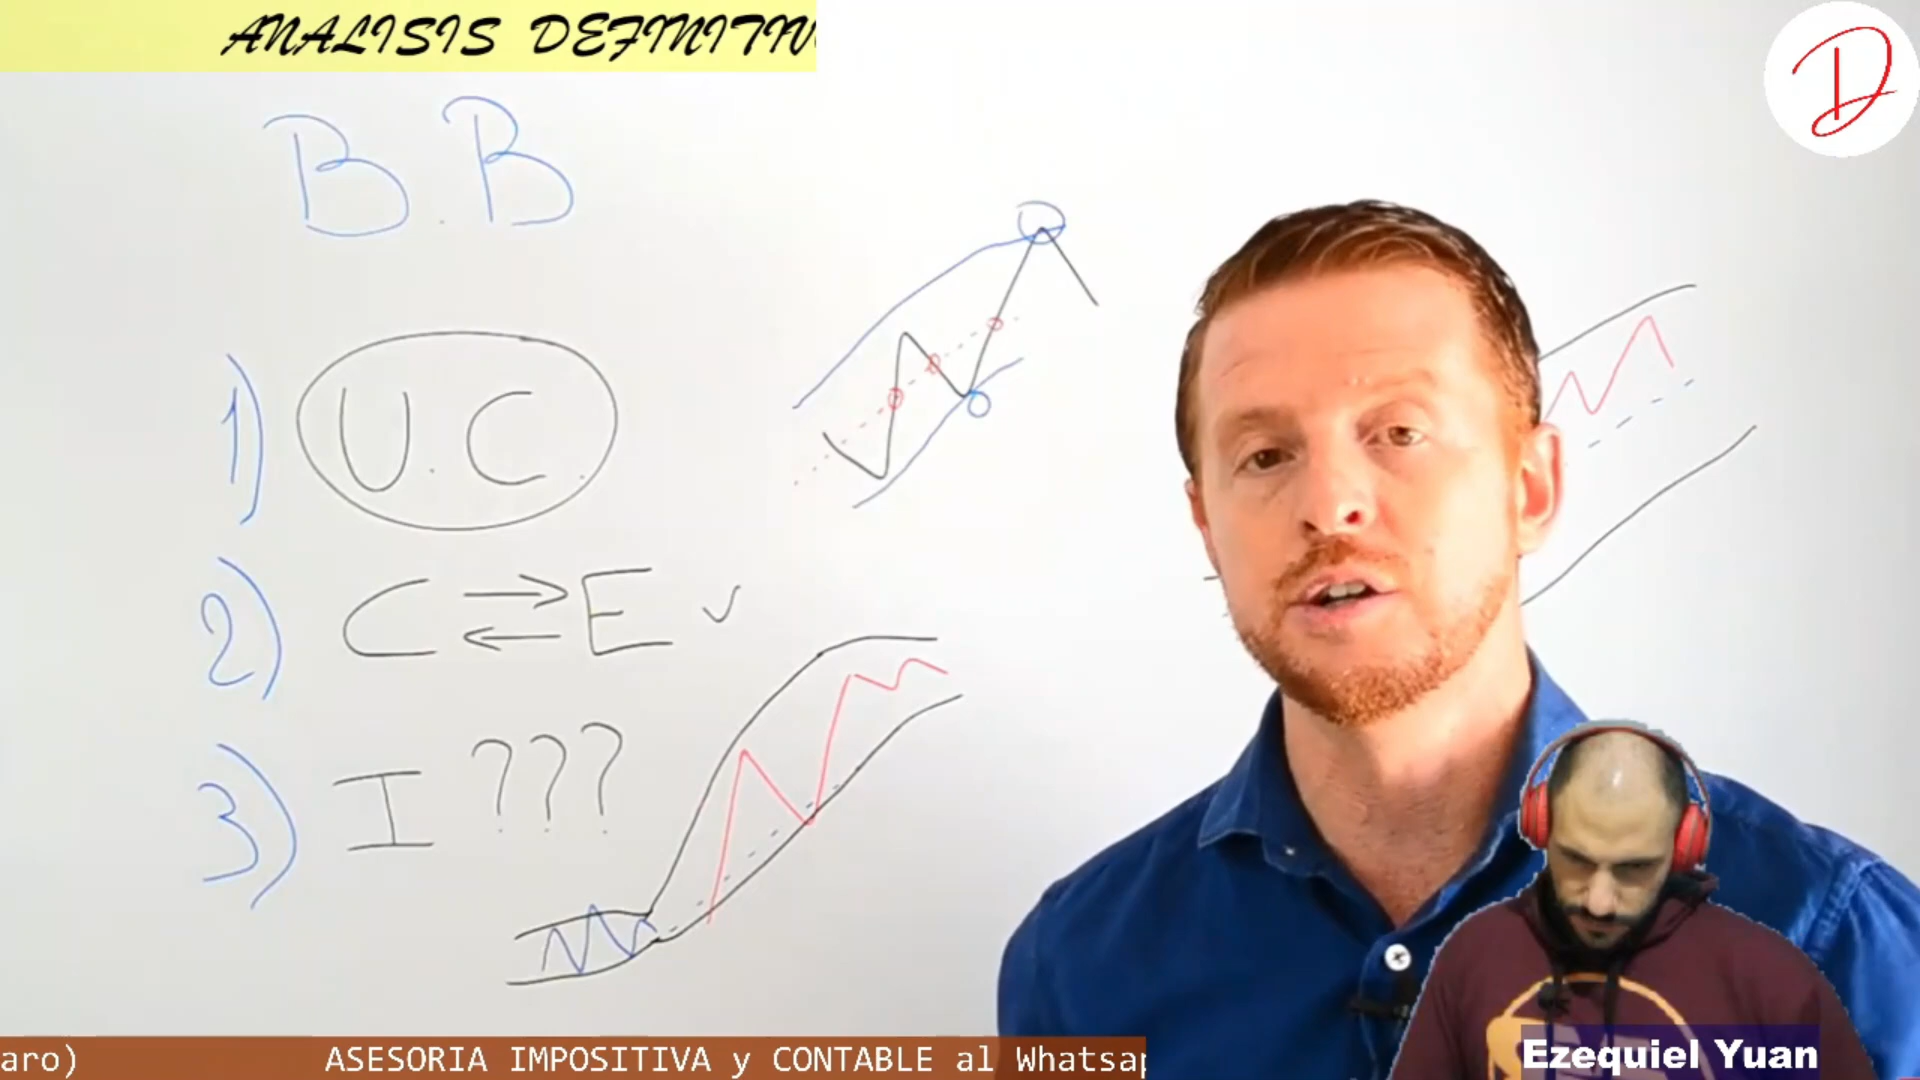 ANALISIS DEFINITIV
D
B.B
1) U.C.
2) C ⇄ E ✓
3) I ???
aro) ASESORIA IMPOSITIVA y CONTABLE al Whatsap
Ezequiel Yuan